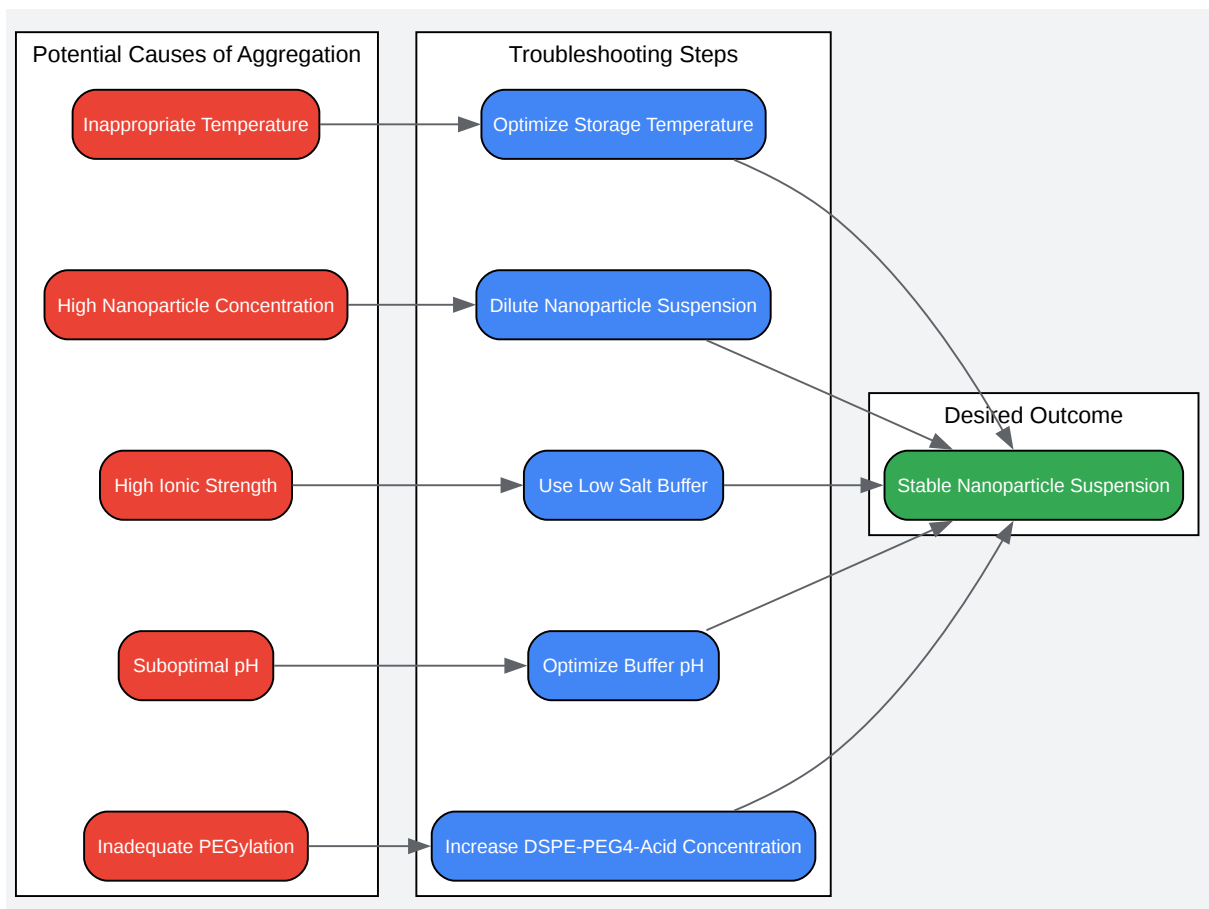 Potential Causes of Aggregation
Troubleshooting Steps
Inappropriate Temperature
Optimize Storage Temperature
High Nanoparticle Concentration
Dilute Nanoparticle Suspension
Desired Outcome
High Ionic Strength
Use Low Salt Buffer
Stable Nanoparticle Suspension
Suboptimal pH
Optimize Buffer pH
Inadequate PEGylation
Increase DSPE-PEG4-Acid Concentration